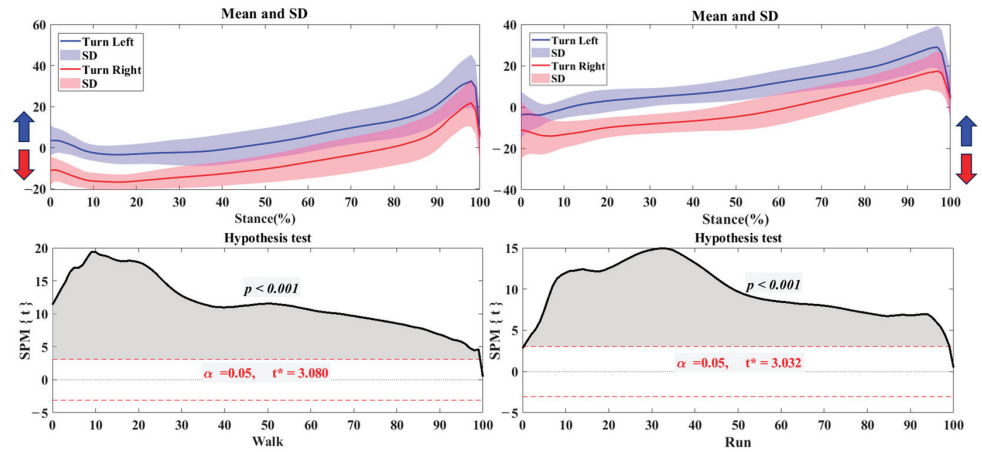 Mean and SD
60
40
20
0
−20
Turn Left
SD
Turn Right
SD
0 10 20 30 40 50 60 70 80 90 100
Stance(%)
Mean and SD
40
20
0
−20
−40
Turn Left
SD
Turn Right
SD
0 10 20 30 40 50 60 70 80 90 100
Stance(%)
Hypothesis test
20
15
10
5
0
−5
SPM { t }
p < 0.001
α =0.05, t* = 3.080
0 10 20 30 40 50 60 70 80 90 100
Walk
Hypothesis test
15
10
5
0
−5
SPM { t }
p < 0.001
α =0.05, t* = 3.032
0 10 20 30 40 50 60 70 80 90 100
Run